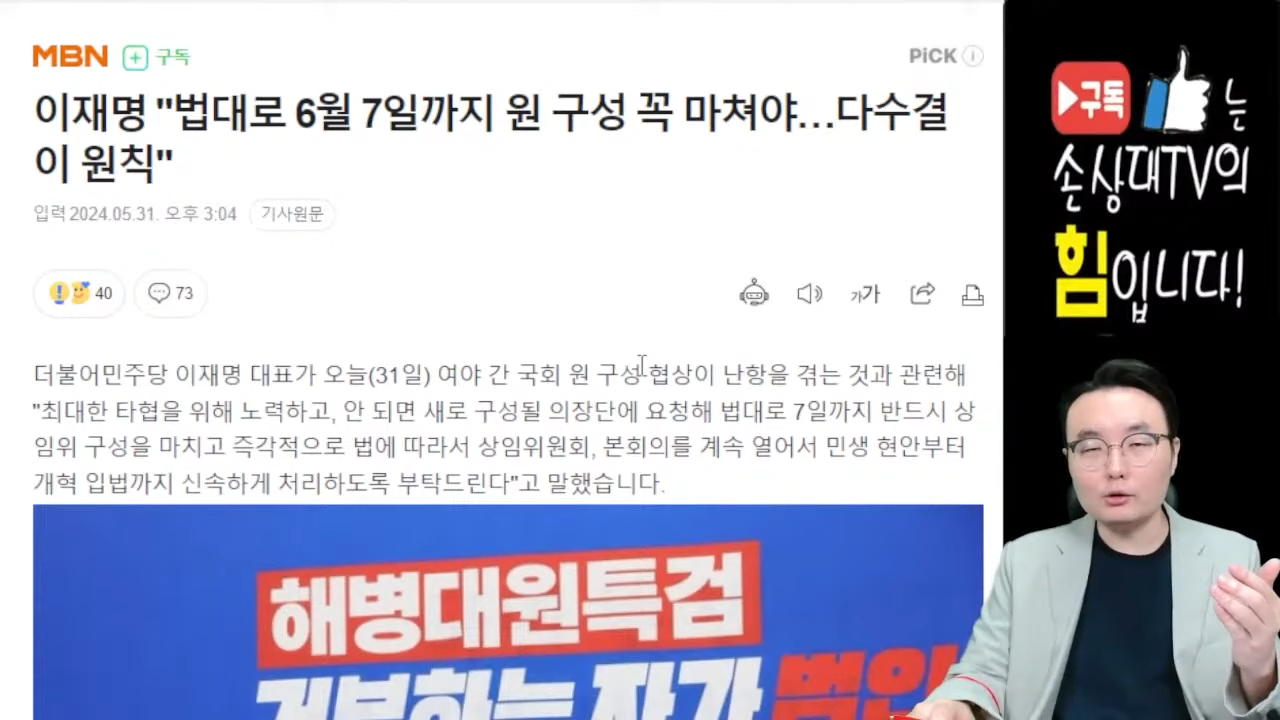 MBN 구독
PiCK
이재명 "법대로 6월 7일까지 원 구성 꼭 마쳐야…다수결
이 원칙"
입력 2024.05.31. 오후 3:04 기사원문
40 73
가가
더불어민주당 이재명 대표가 오늘(31일) 여야 간 국회 원 구성 협상이 난항을 겪는 것과 관련해
"최대한 타협을 위해 노력하고, 안 되면 새로 구성될 의장단에 요청해 법대로 7일까지 반드시 상
임위 구성을 마치고 즉각적으로 법에 따라서 상임위원회, 본회의를 계속 열어서 민생 현안부터
개혁 입법까지 신속하게 처리하도록 부탁드린다"고 말했습니다.
해병대원특검
거부하는 자가 범인
구독 는
손상대TV의
힘입니다!